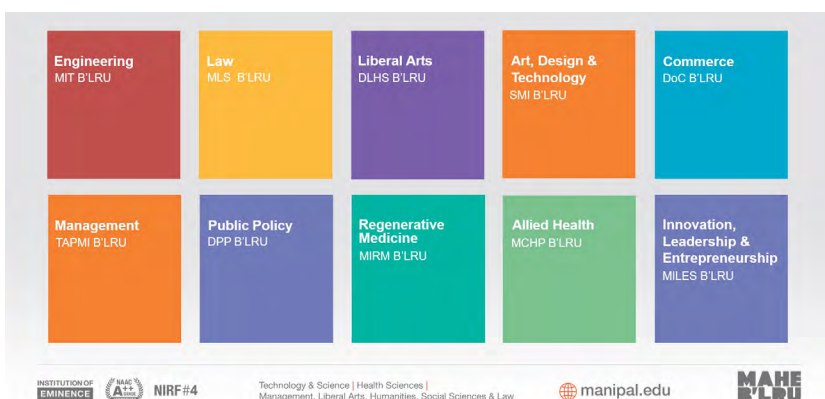 Engineering
MIT B'LRU
Law
MLS B'LRU
Liberal Arts
DLHS B'LRU
Art, Design &
Technology
SMI B'LRU
Commerce
DoC B'LRU
Management
TAPMI B'LRU
Public Policy
DPP B'LRU
Regenerative
Medicine
MIRM B'LRU
Allied Health
MCHP B'LRU
Innovation,
Leadership &
Entrepreneurship
MILES B'LRU
INSTITUTION OF
EMINENCE
NAAC
A++
GRADE
NIRF#4
Technology & Science | Health Sciences |
Management, Liberal Arts, Humanities, Social Sciences & Law
manipal.edu
MAHE
B'LRU